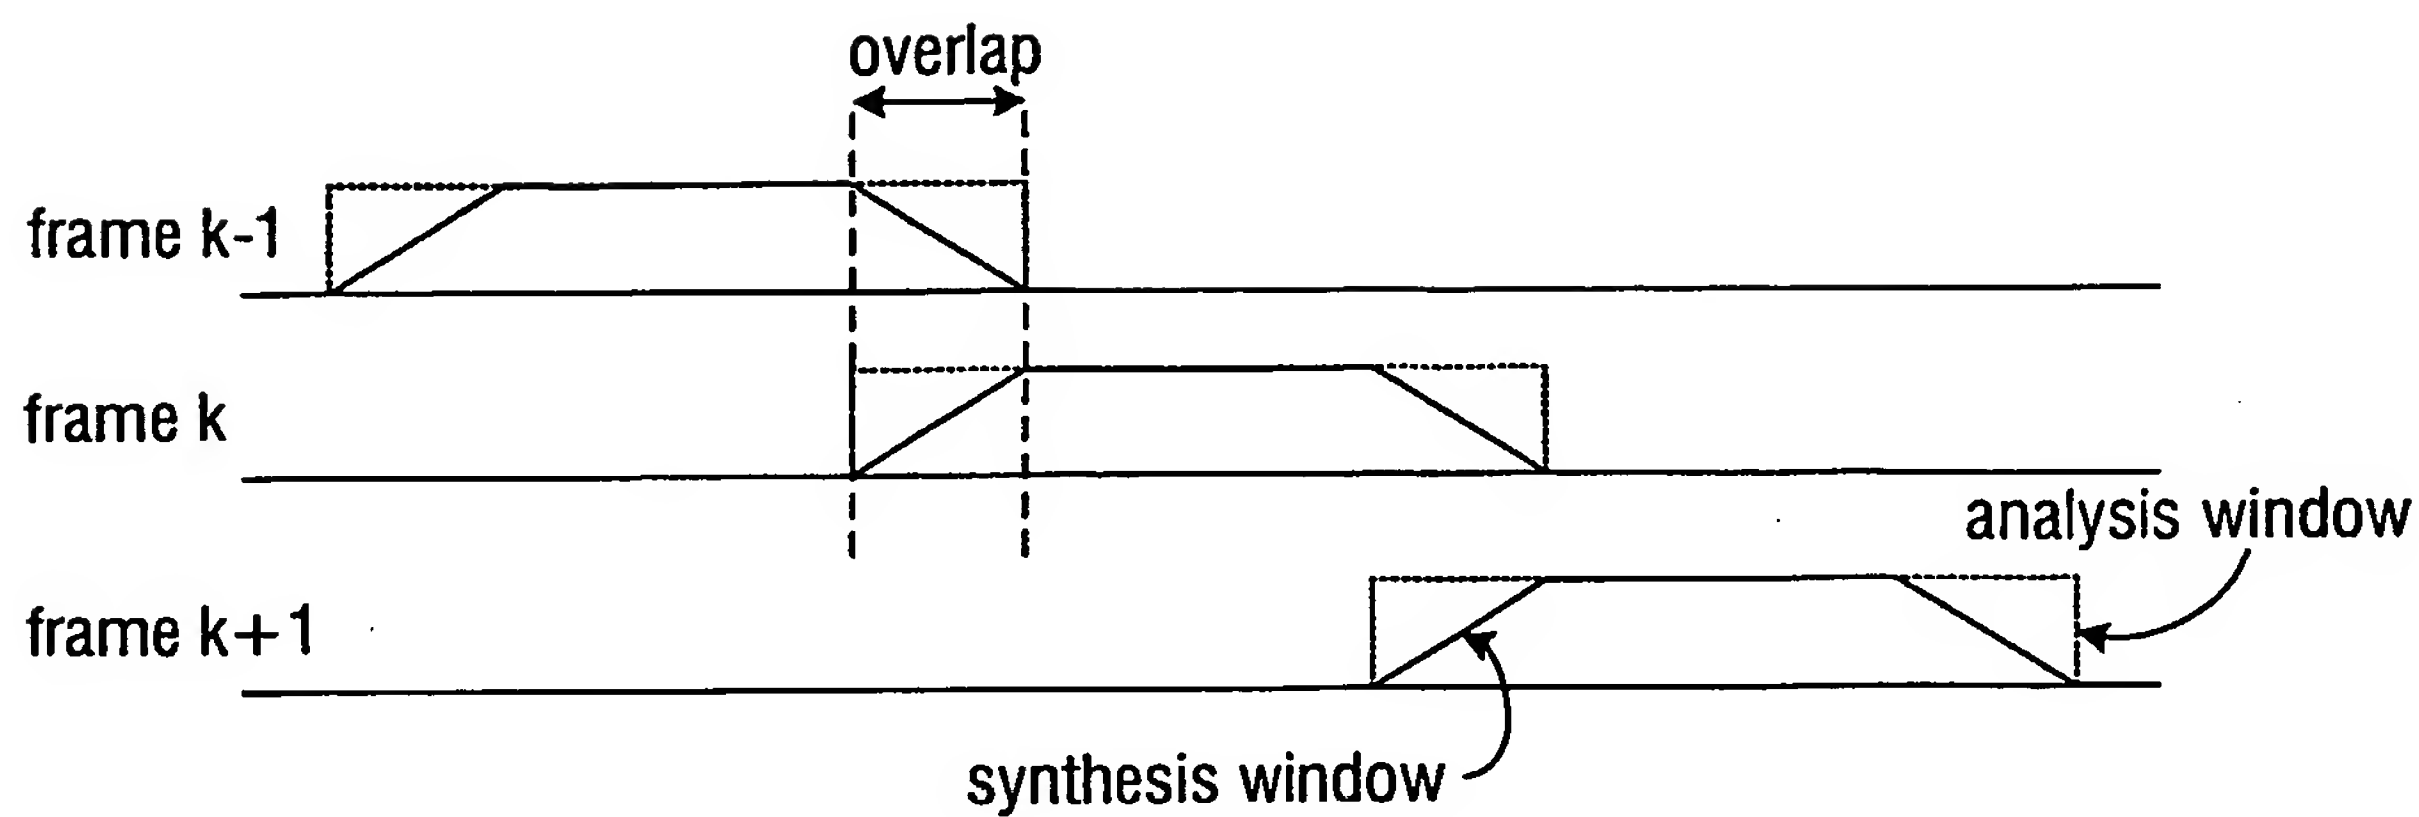 overlap
frame k-1
frame k
analysis window
frame k+1
synthesis window